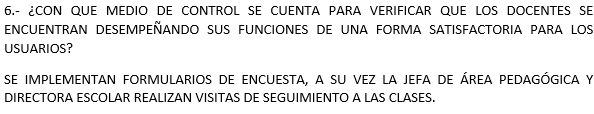 6.- ¿CON QUE MEDIO DE CONTROL SE CUENTA PARA VERIFICAR QUE LOS DOCENTES SE
ENCUENTRAN DESEMPEÑANDO SUS FUNCIONES DE UNA FORMA SATISFACTORIA PARA LOS
USUARIOS?
SE IMPLEMENTAN FORMULARIOS DE ENCUESTA, A SU VEZ LA JEFA DE ÁREA PEDAGÓGICA Y
DIRECTORA ESCOLAR REALIZAN VISITAS DE SEGUIMIENTO A LAS CLASES.